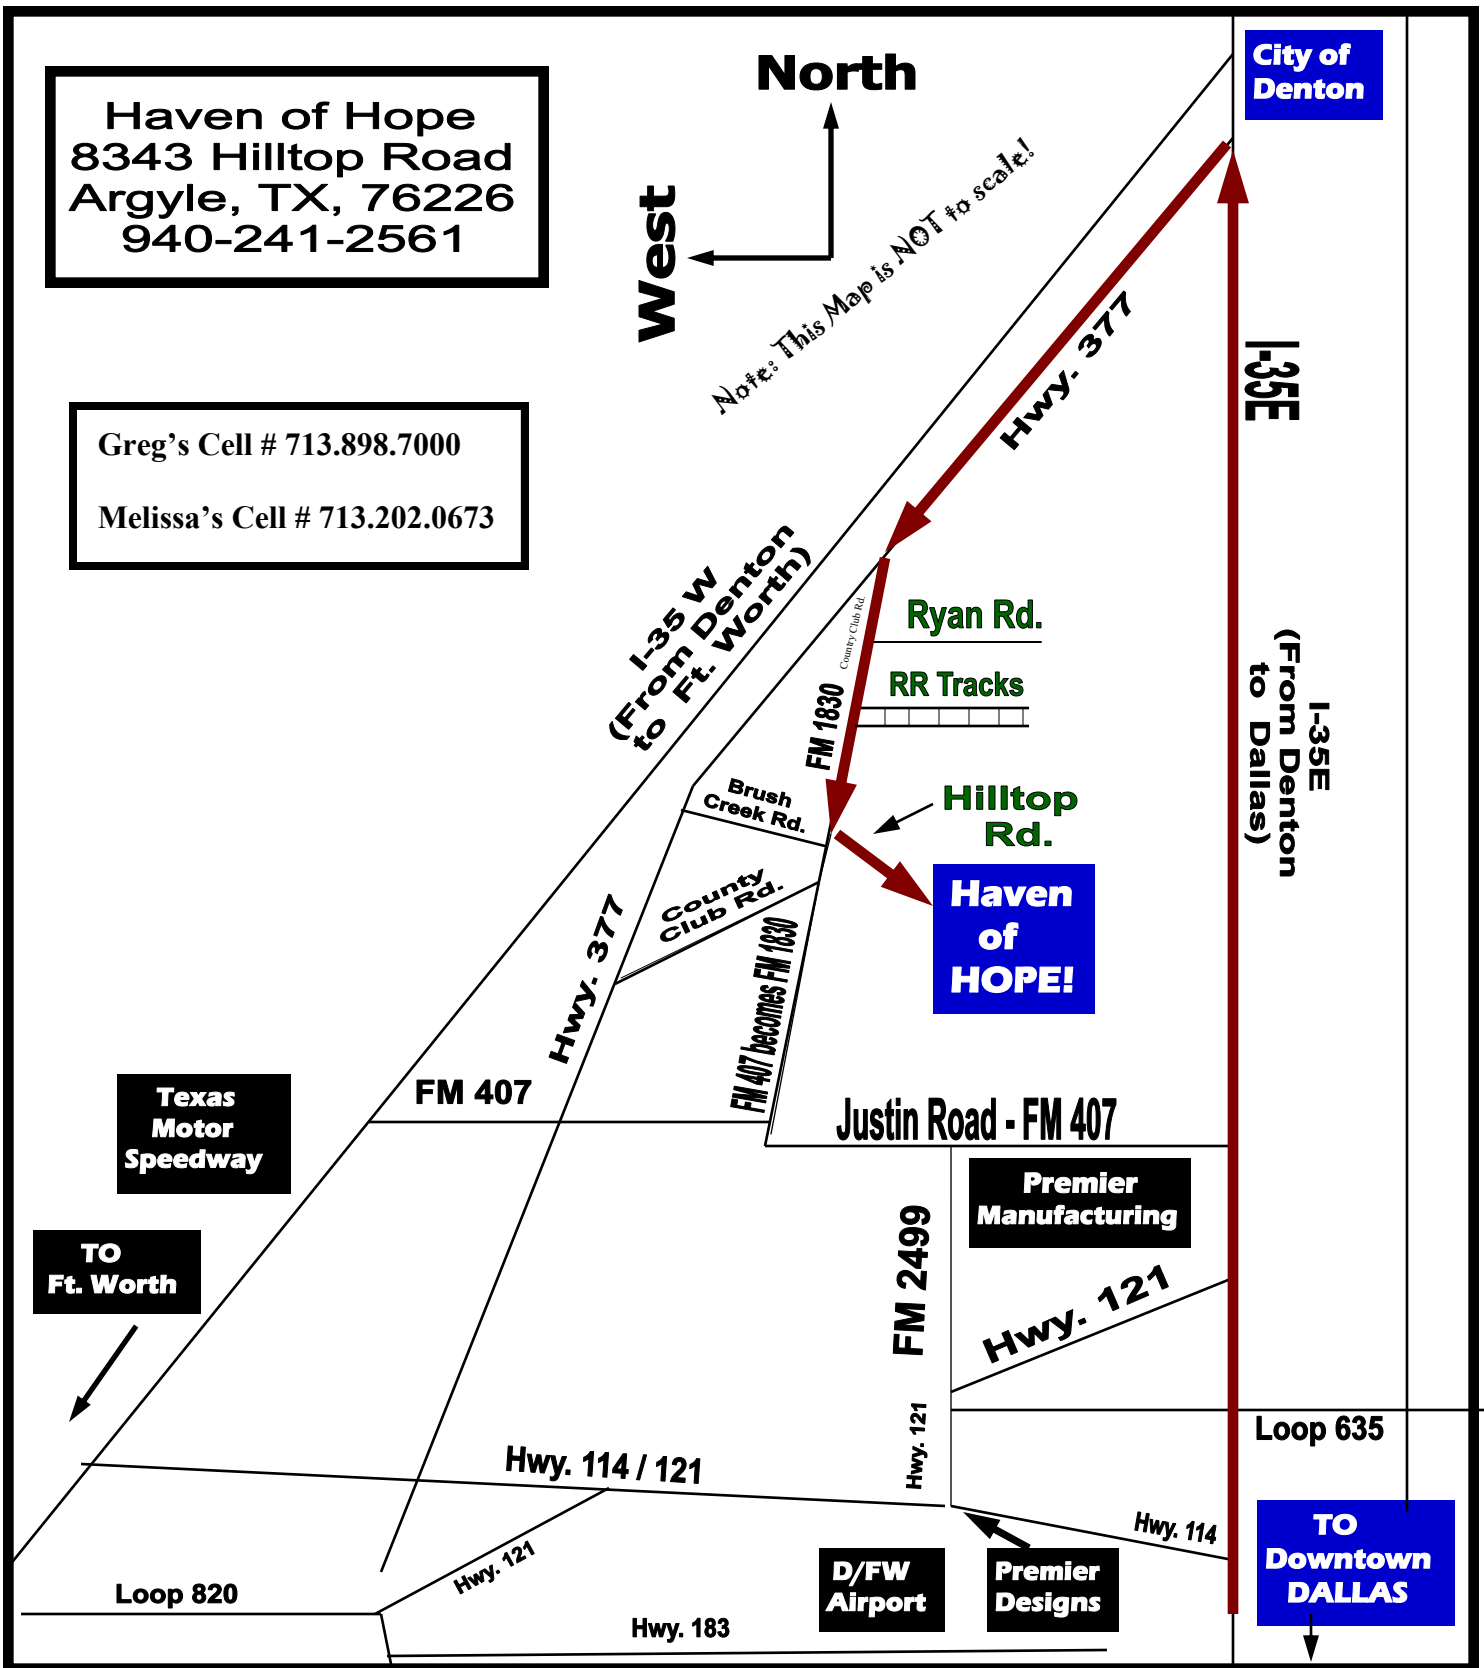 City of
Denton
North
Haven of Hope
8343 Hilltop Road
Argyle, TX, 76226
940-241-2561
West
Note: This Map is NOT to scale!
Hwy. 377
I-35E
Greg’s Cell # 713.898.7000
Melissa’s Cell # 713.202.0673
I-35 W
(From Denton
to Ft. Worth)
Country Club Rd.
Ryan Rd.
RR Tracks
FM 1830
I-35E
(From Denton
to Dallas)
Brush
Creek Rd.
Hilltop
Rd.
County
Club Rd.
Haven
of
HOPE!
Hwy. 377
FM 407 becomes FM 1830
FM 407
Texas
Motor
Speedway
Justin Road - FM 407
Premier
Manufacturing
FM 2499
TO
Ft. Worth
Hwy. 121
Hwy. 121
Loop 635
Hwy. 114 / 121
Hwy. 114
TO
Downtown
DALLAS
Hwy. 121
D/FW
Airport
Premier
Designs
Loop 820
Hwy. 183